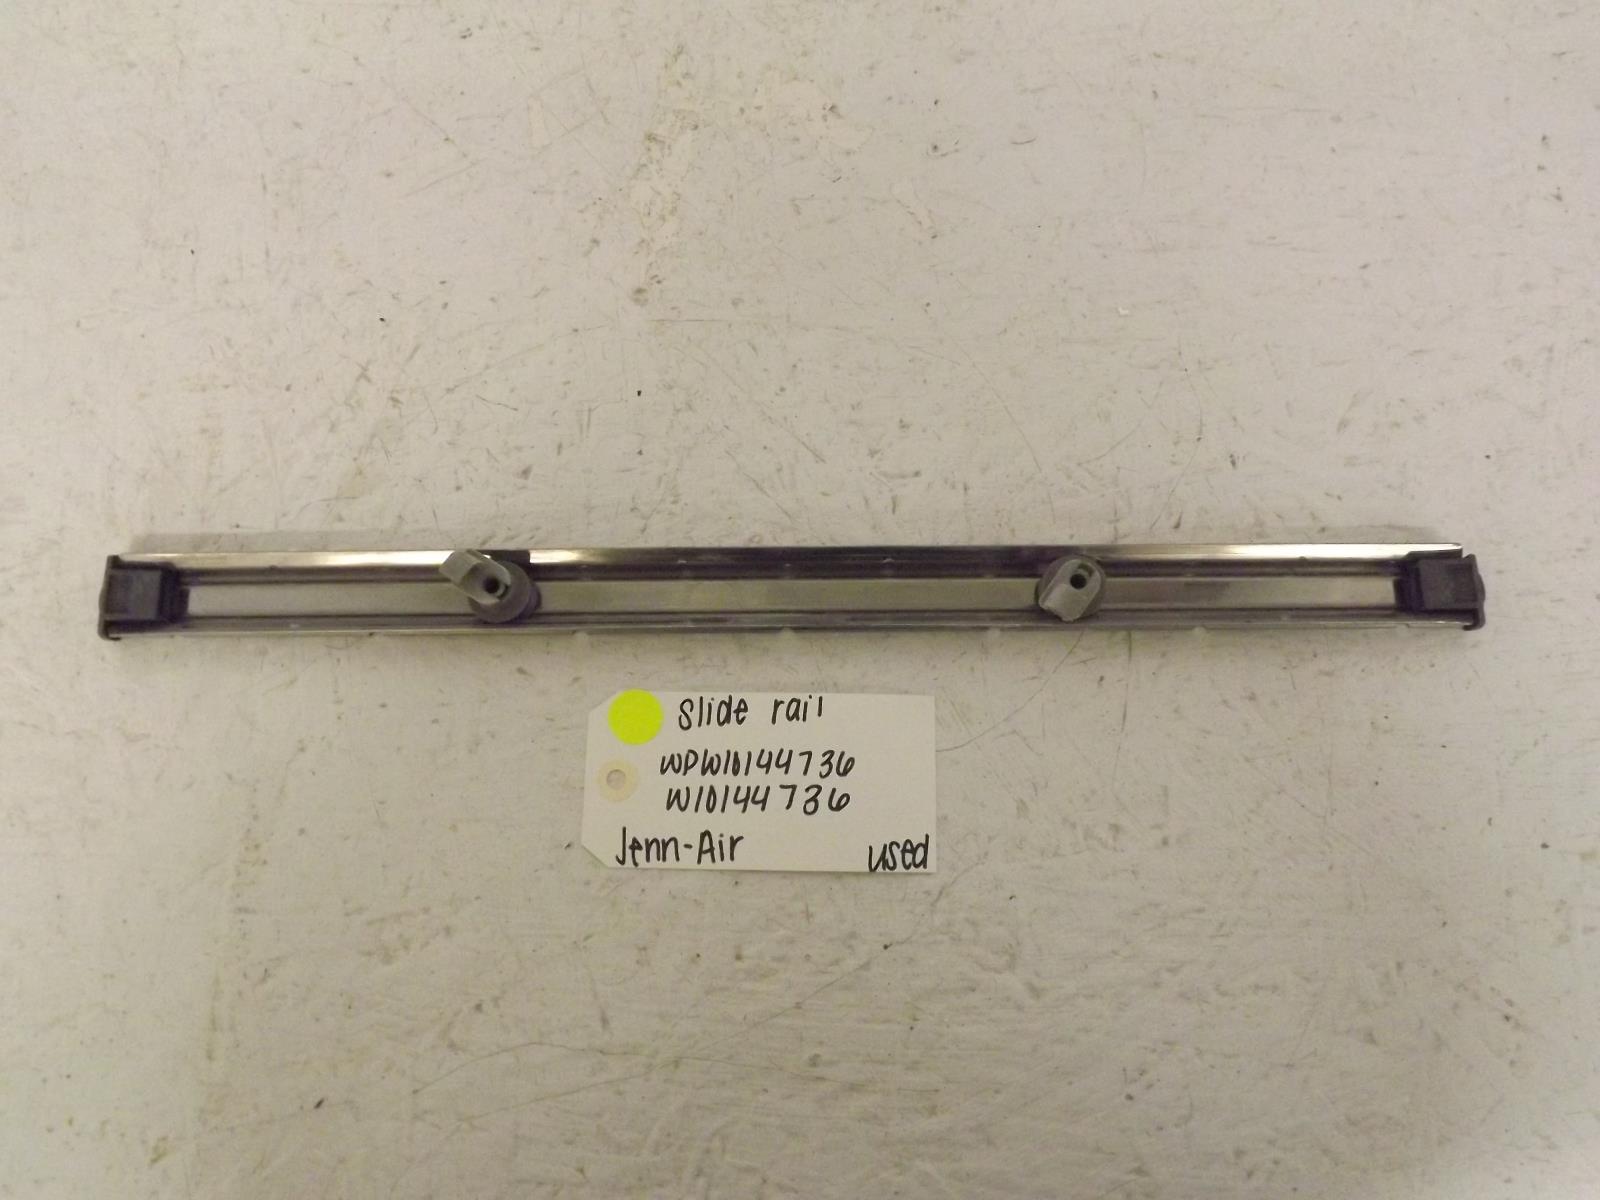 slide rail
WPW10144736
W10144736
Jenn-Air
used